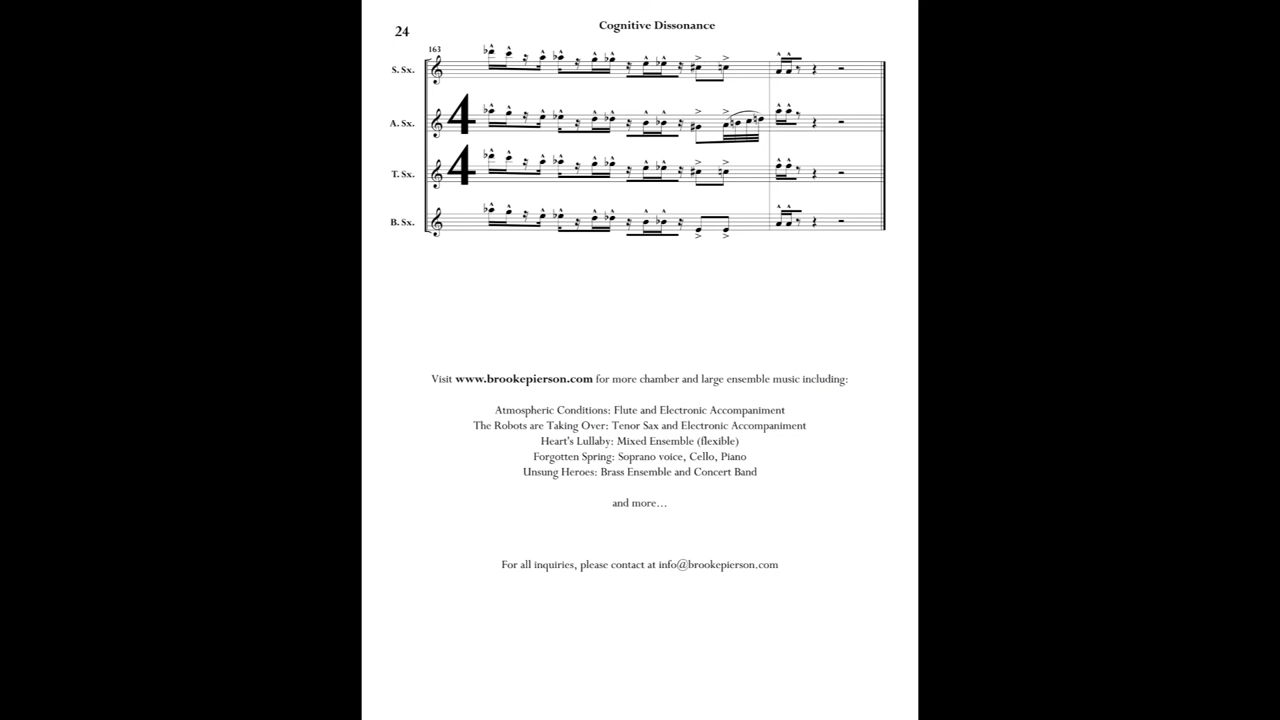 24
Cognitive Dissonance
163
S. Sx.
A. Sx.
T. Sx.
B. Sx.
4
4
Visit www.brookepierson.com for more chamber and large ensemble music including:
Atmospheric Conditions: Flute and Electronic Accompaniment
The Robots are Taking Over: Tenor Sax and Electronic Accompaniment
Heart's Lullaby: Mixed Ensemble (flexible)
Forgotten Spring: Soprano voice, Cello, Piano
Unsung Heroes: Brass Ensemble and Concert Band
and more...
For all inquiries, please contact at info@brookepierson.com